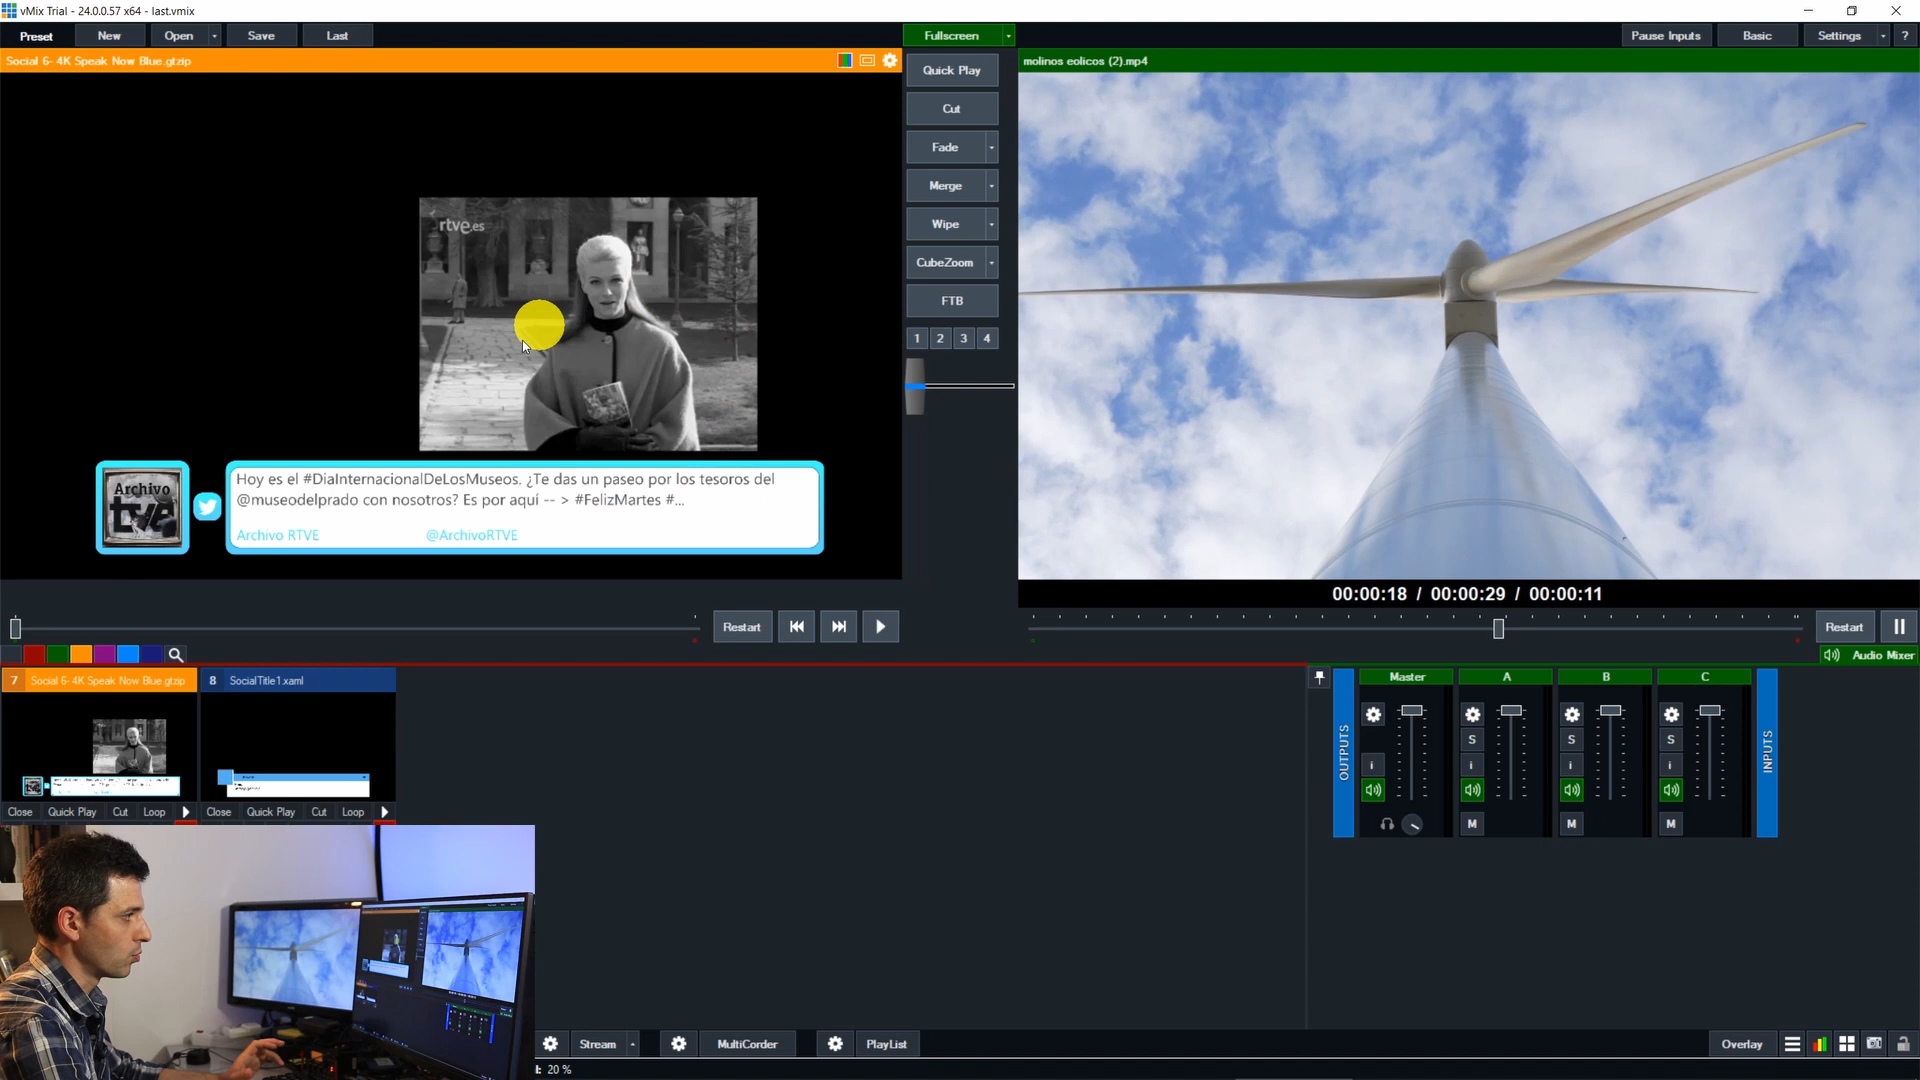 vMix Trial - 24.0.0.57 x64 - last.vmix
Preset New Open Save Last Fullscreen Pause Inputs Basic Settings ?
Social 6- 4K Speak Now Blue.gtzip
molinos eolicos (2).mp4
Quick Play
Cut
Fade
Merge
Wipe
CubeZoom
FTB
1 2 3 4
rtve.es
Archivo
tve
Hoy es el #DiaInternacionalDeLosMuseos. ¿Te das un paseo por los tesoros del
@museodelprado con nosotros? Es por aquí -- > #FelizMartes #...
Archivo RTVE @ArchivoRTVE
00:00:18 / 00:00:29 / 00:00:11
Restart
Restart
Audio Mixer
7 Social 6- 4K Speak Now Blue.gtzip
8 SocialTitle1.xaml
Close Quick Play Cut Loop
Close Quick Play Cut Loop
OUTPUTS
Master A B C
S S S
i i i i
M M M
INPUTS
Stream MultiCorder PlayList Overlay
20 %